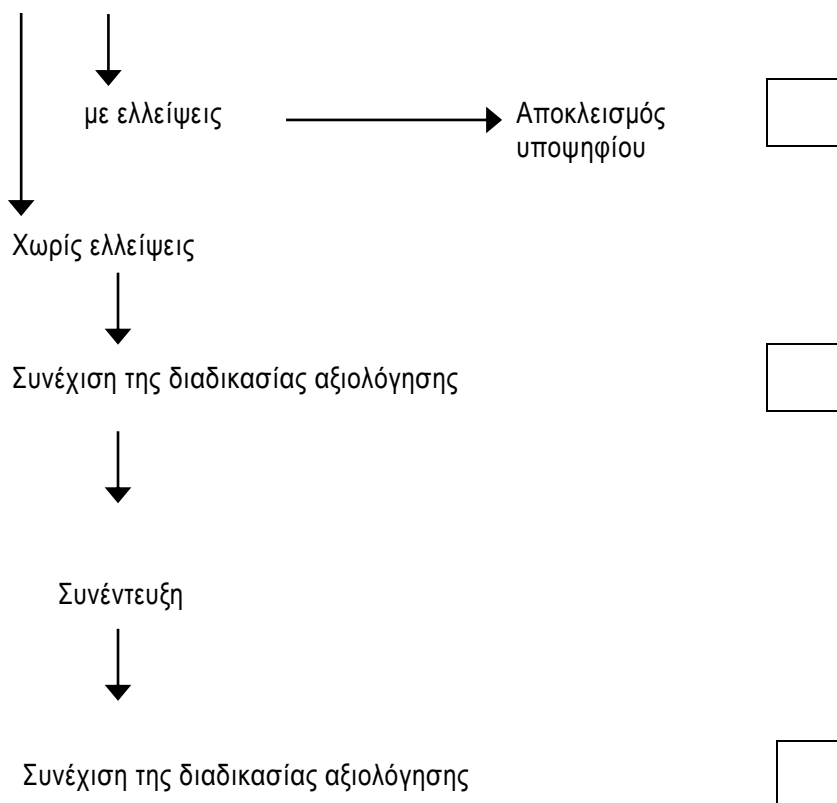 με ελλείψεις
Αποκλεισμός
υποψηφίου
Χωρίς ελλείψεις
Συνέχιση της διαδικασίας αξιολόγησης
Συνέντευξη
Συνέχιση της διαδικασίας αξιολόγησης